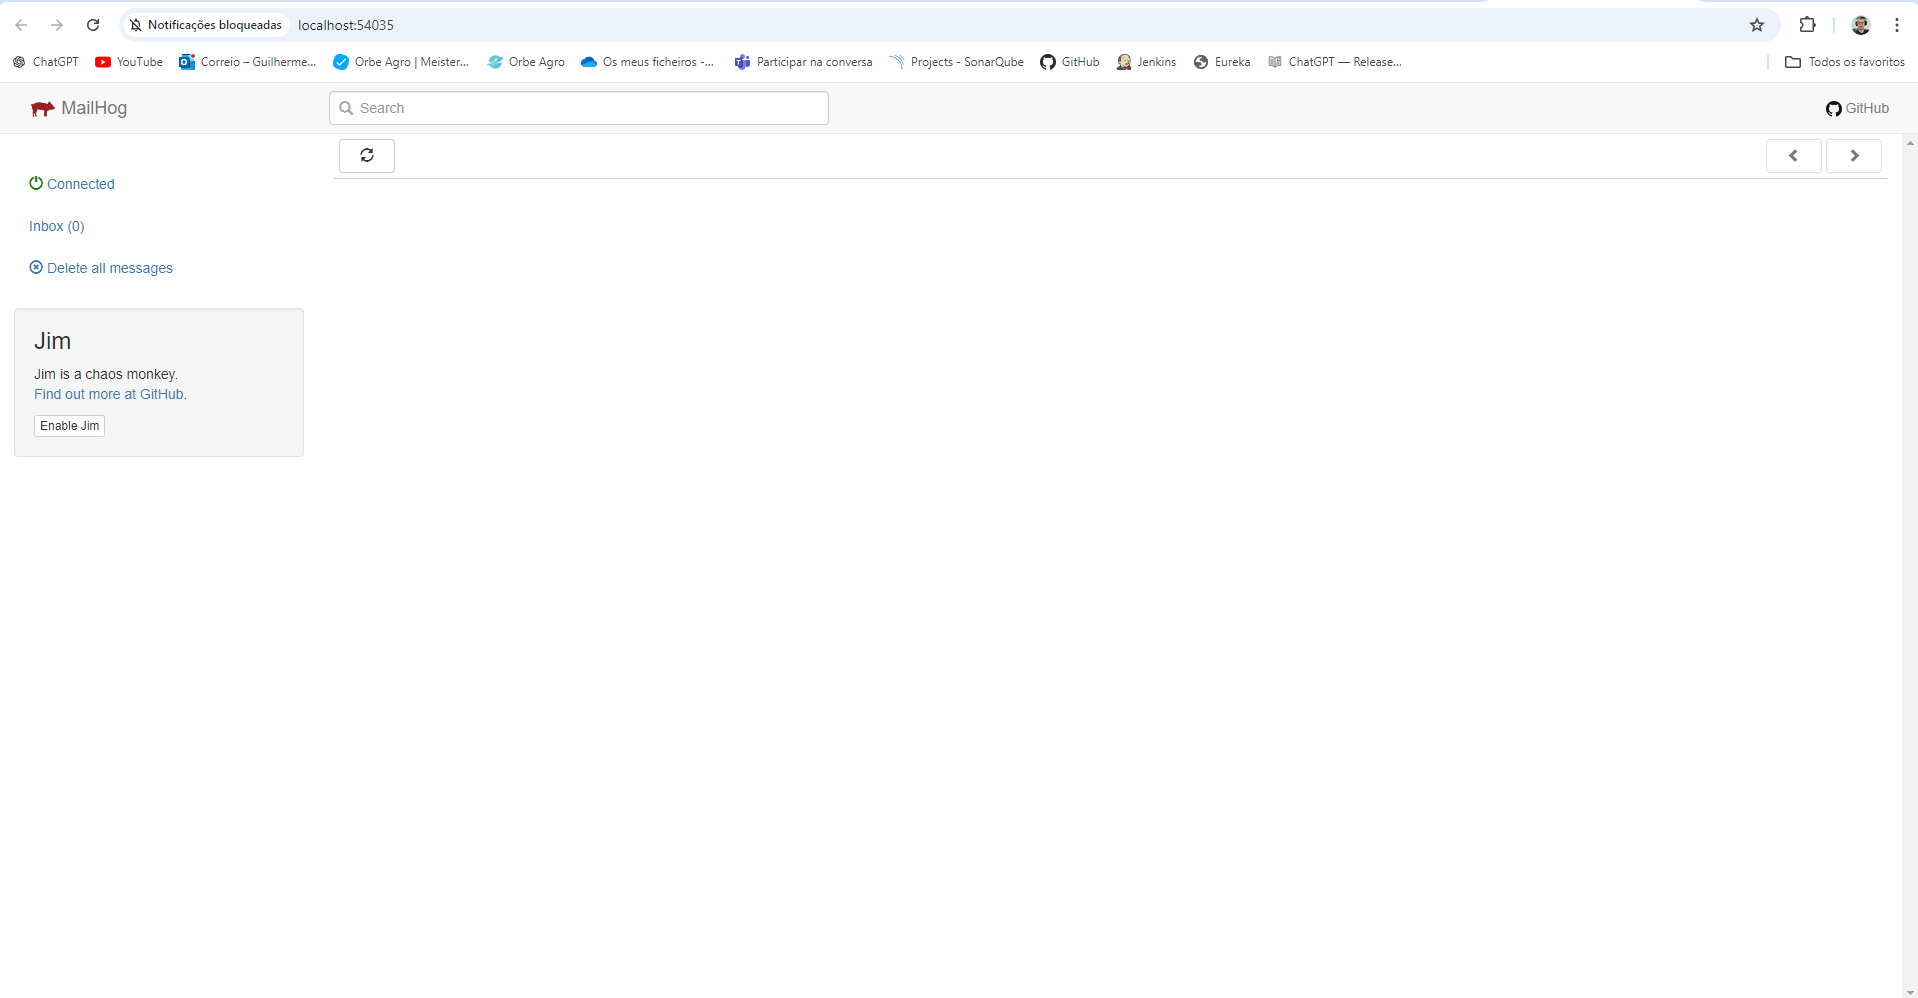 Notificações bloqueadas localhost:54035
ChatGPT YouTube Correio – Guilherme... Orbe Agro | Meister... Orbe Agro Os meus ficheiros -... Participar na conversa Projects - SonarQube GitHub Jenkins Eureka ChatGPT — Release... Todos os favoritos
MailHog Search GitHub
Connected
Inbox (0)
Delete all messages
Jim
Jim is a chaos monkey.
Find out more at GitHub.
Enable Jim